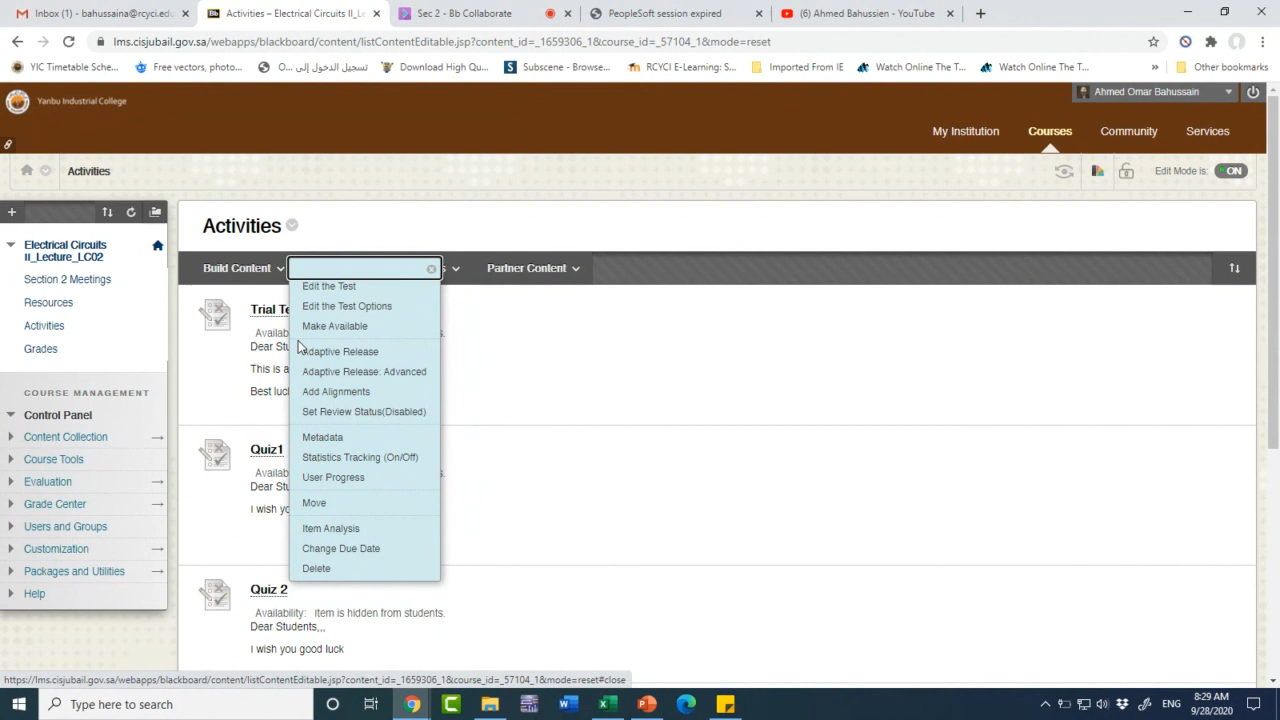 Inbox (10) - bahussaina@rcyci.edu
Activities – Electrical Circuits II_L
Sec 2 - Bb Collaborate
PeopleSoft session expired
(6) Ahmed Bahussien - YouTube
lms.cisjubail.gov.sa/webapps/blackboard/content/listContentEditable.jsp?content_id=_1659306_1&course_id=_57104_1&mode=reset
YIC Timetable Sche...
Free vectors, photo...
تسجيل الدخول إلى O...
Download High Qu...
Subscene - Browse...
RCYCI E-Learning: S...
Imported From IE
Watch Online The T...
Watch Online The T...
»
Other bookmarks
Yanbu Industrial College
Ahmed Omar Bahussain
My Institution
Courses
Community
Services
Activities
Edit Mode is:
ON
Electrical Circuits
II_Lecture_LC02
Section 2 Meetings
Resources
Activities
Grades
COURSE MANAGEMENT
Control Panel
Content Collection
Course Tools
Evaluation
Grade Center
Users and Groups
Customization
Packages and Utilities
Help
Activities
Build Content
s
Partner Content
Edit the Test
Edit the Test Options
Make Available
Adaptive Release
Adaptive Release: Advanced
Add Alignments
Set Review Status(Disabled)
Metadata
Statistics Tracking (On/Off)
User Progress
Move
Item Analysis
Change Due Date
Delete
Trial Te
Availab
s.
Dear Stu
This is a
Best luck
Quiz1
Availab
s.
Dear Stu
I wish yo
Quiz 2
Availability: Item is hidden from students.
Dear Students,,,
I wish you good luck
https://lms.cisjubail.gov.sa/webapps/blackboard/content/listContentEditable.jsp?content_id=_1659306_1&course_id=_57104_1&mode=reset#close
Type here to search
ENG
8:29 AM
9/28/2020